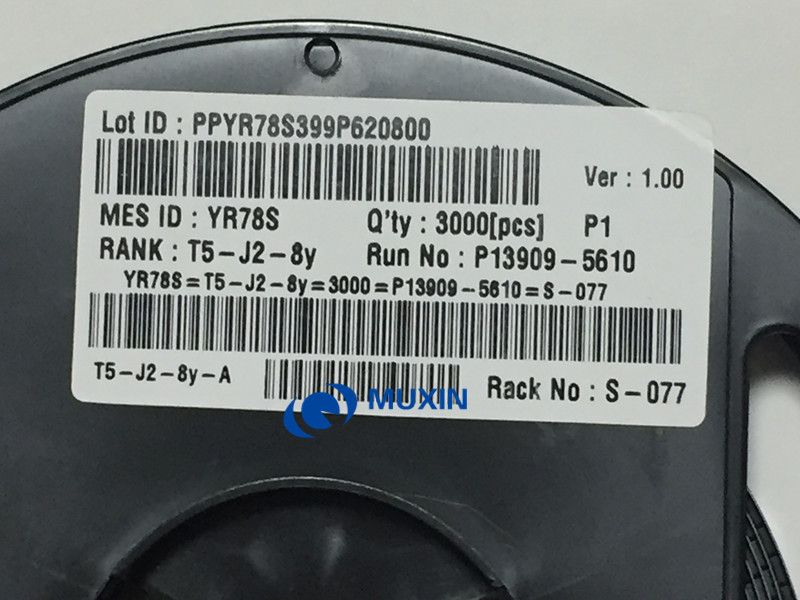 Lot ID : PPYR78S399P620800
Ver : 1.00
MES ID : YR78S Q'ty : 3000[pcs] P1
RANK : T5-J2-8y Run No : P13909-5610
YR78S=T5-J2-8y=3000=P13909-5610=S-077
T5-J2-8y-A Rack No : S-077
MUXIN